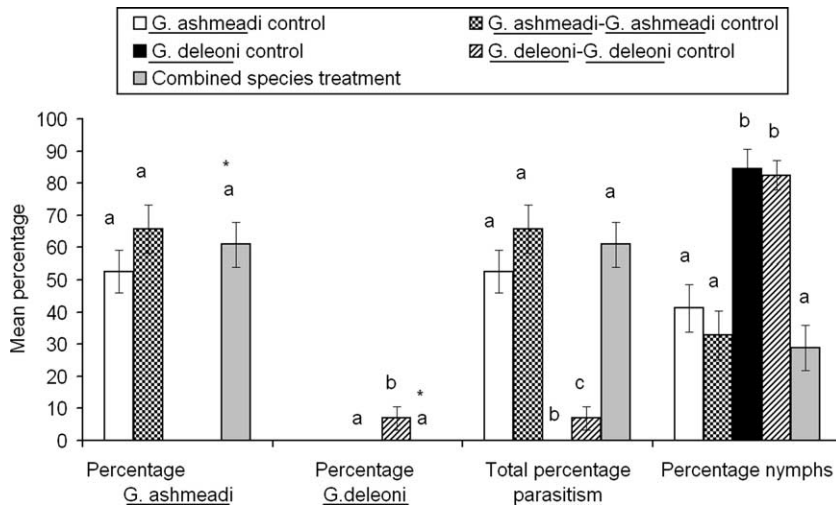 G. ashmeadi control G. ashmeadi-G. ashmeadi control
G. deleoni control G. deleoni-G. deleoni control
Combined species treatment
Mean percentage
100
90
80
70
60
50
40
30
20
10
0
a a * a
a b * a
a a b c a
a a b b a
Percentage G. ashmeadi
Percentage G.deleoni
Total percentage parasitism
Percentage nymphs